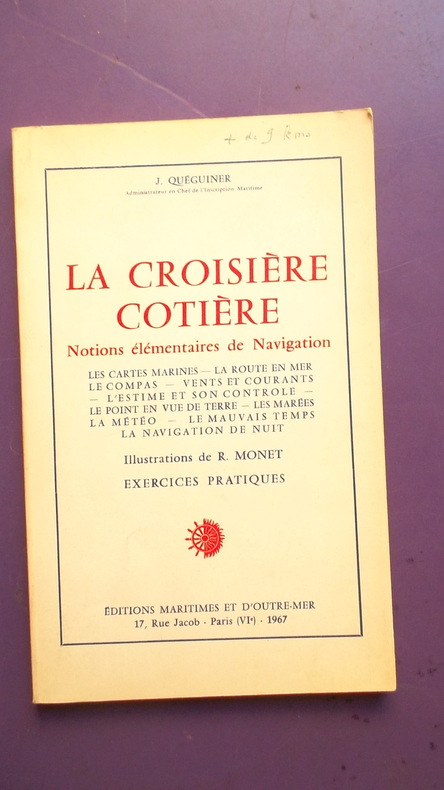 J. QUÉGUINER
Administrateur en Chef de l'Inscription Maritime
LA CROISIÈRE
COTIÈRE
Notions élémentaires de Navigation
LES CARTES MARINES — LA ROUTE EN MER
LE COMPAS — VENTS ET COURANTS
— L'ESTIME ET SON CONTROLE —
LE POINT EN VUE DE TERRE — LES MARÉES
LA MÉTÉO — LE MAUVAIS TEMPS
LA NAVIGATION DE NUIT
Illustrations de R. MONET
EXERCICES PRATIQUES
ÉDITIONS MARITIMES ET D'OUTRE-MER
17, Rue Jacob - Paris (VIe) - 1967